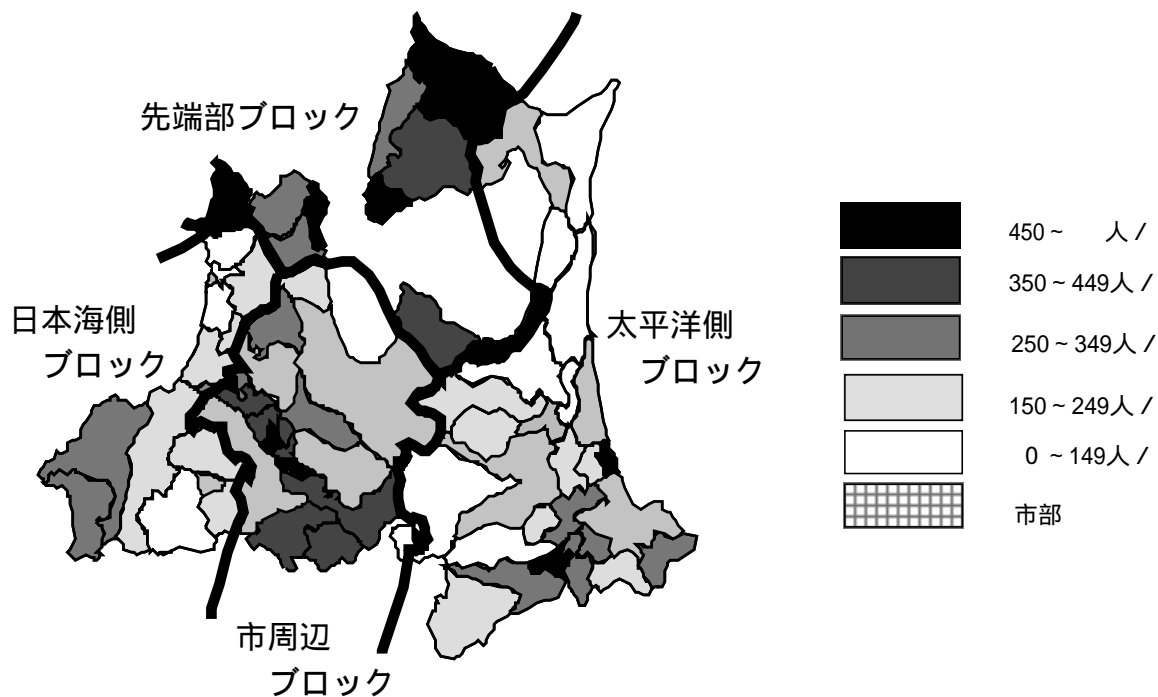 先端部ブロック
日本海側
ブロック
太平洋側
ブロック
市周辺
ブロック
450~ 人/
350~449人/
250~349人/
150~249人/
0 ~149人/
市部